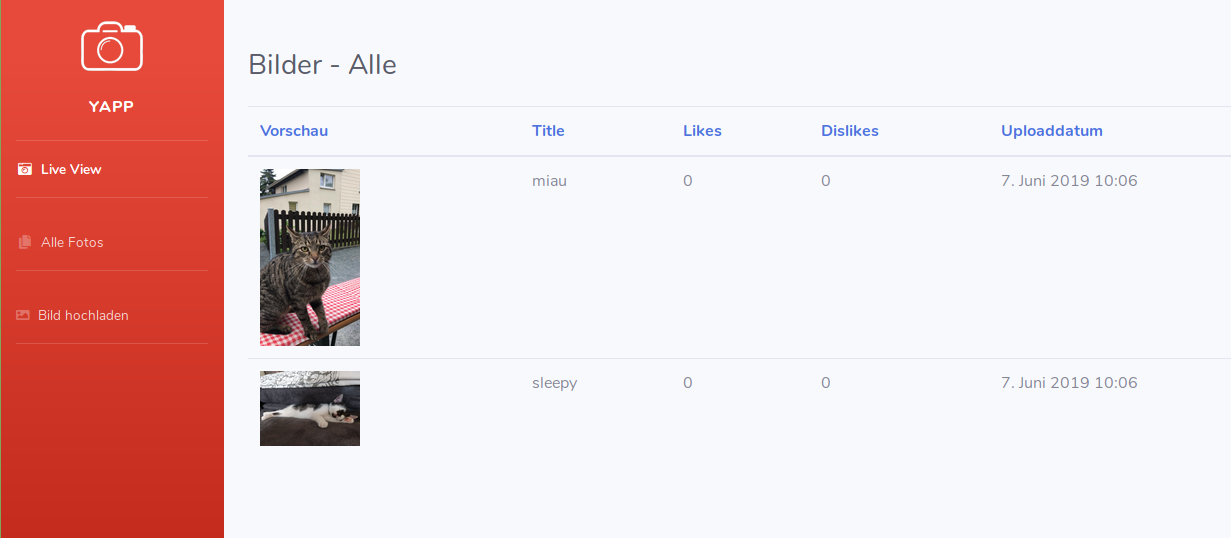 YAPP
Live View
Alle Fotos
Bild hochladen
Bilder - Alle
Vorschau Title Likes Dislikes Uploaddatum
miau 0 0 7. Juni 2019 10:06
sleepy 0 0 7. Juni 2019 10:06